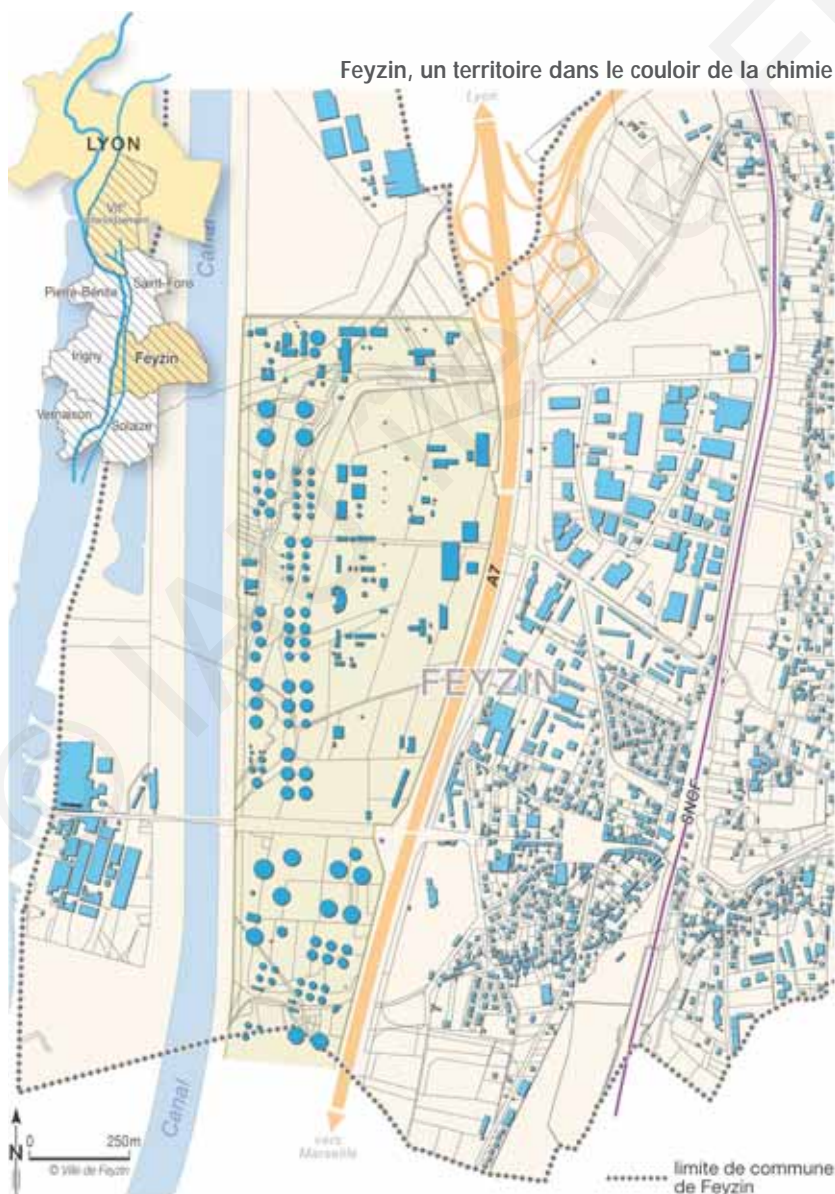 Feyzin, un territoire dans le couloir de la chimie
Lyon
LYON
VIIe
arrondissement
Canal
Saint-Fons
Pierre-Bénite
Irigny
Feyzin
Vernaison
Solaize
A7
FEYZIN
SNCF
Canal
vers
Marseille
N
0 250m
© Ville de Feyzin
limite de commune
de Feyzin